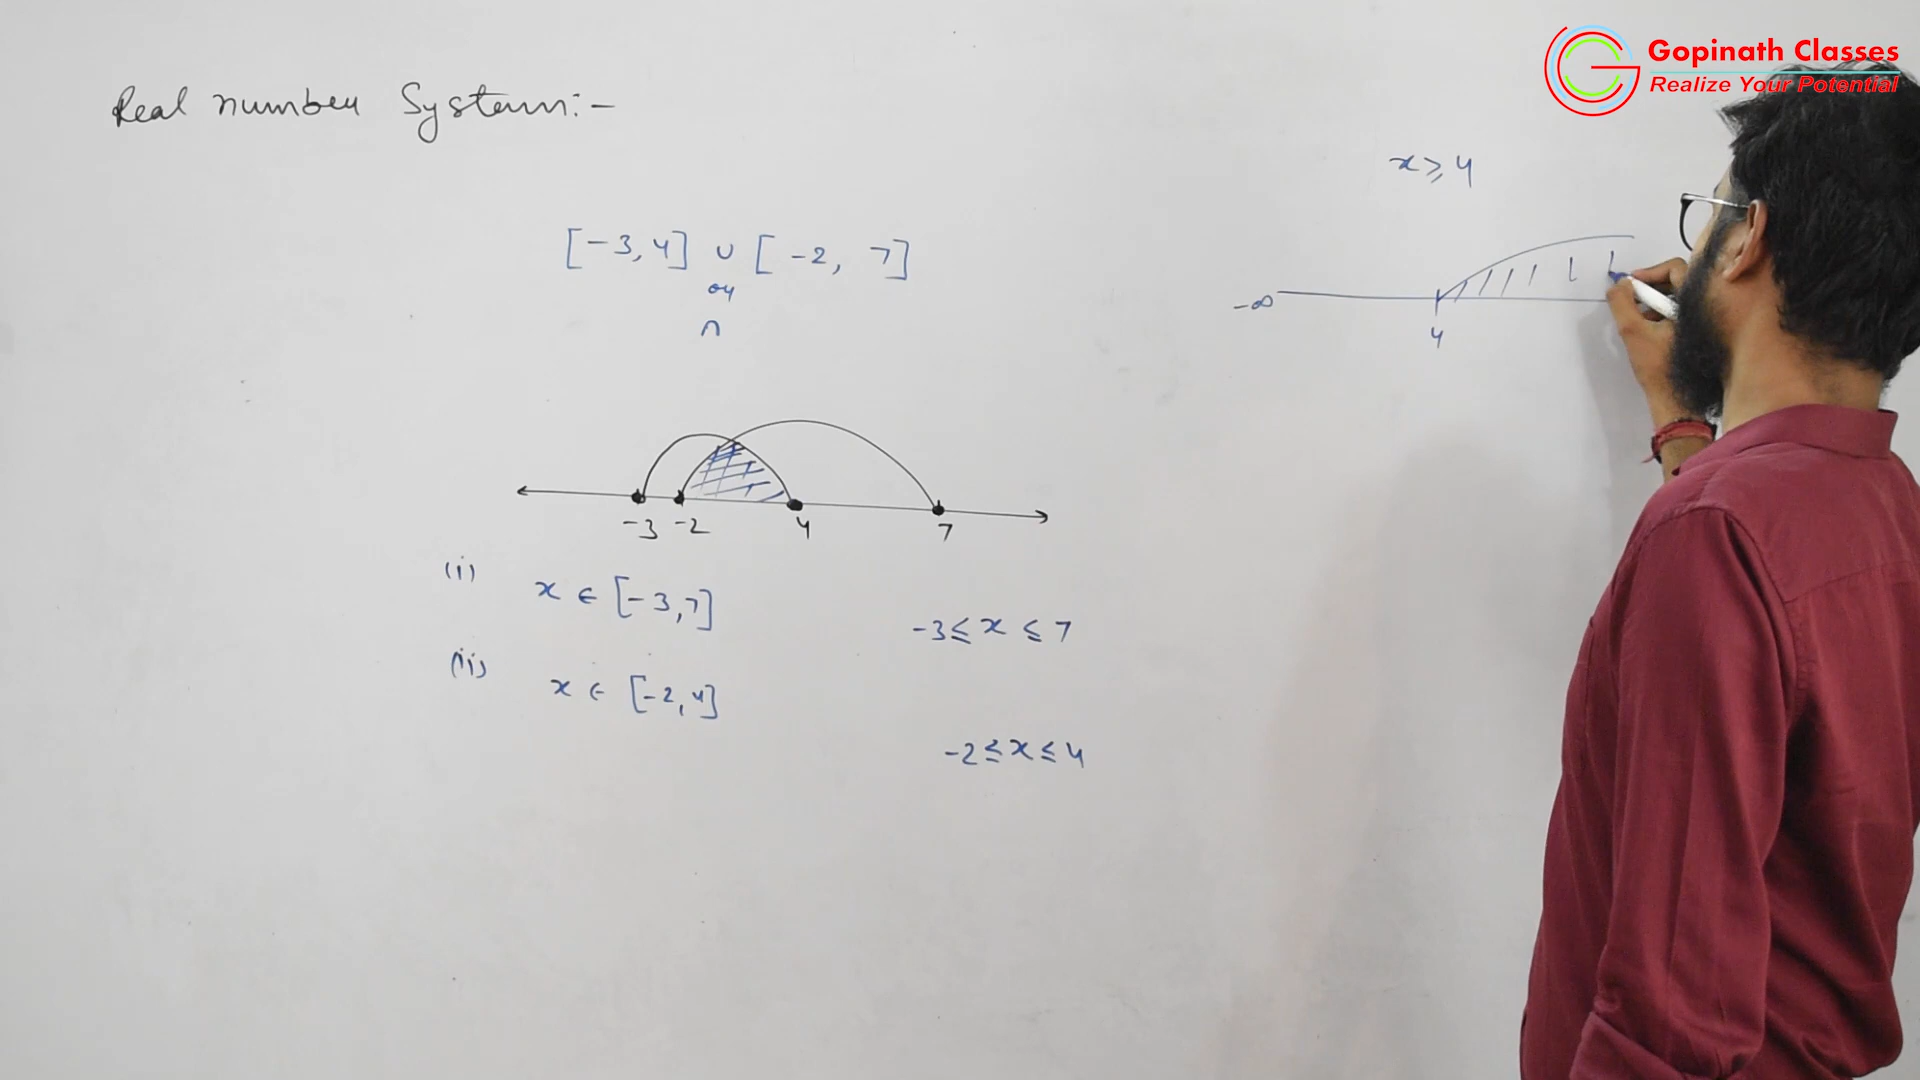 Gopinath Classes
Realize Your Potential
Real number System:-
x ⩾ 4
[-3, 4] ∪ [-2, 7]
or
∩
-∞
4
-3 -2 4 7
(i) x ∈ [-3, 7] -3 ≤ x ≤ 7
(ii) x ∈ [-2, 4]
-2 ≤ x ≤ 4